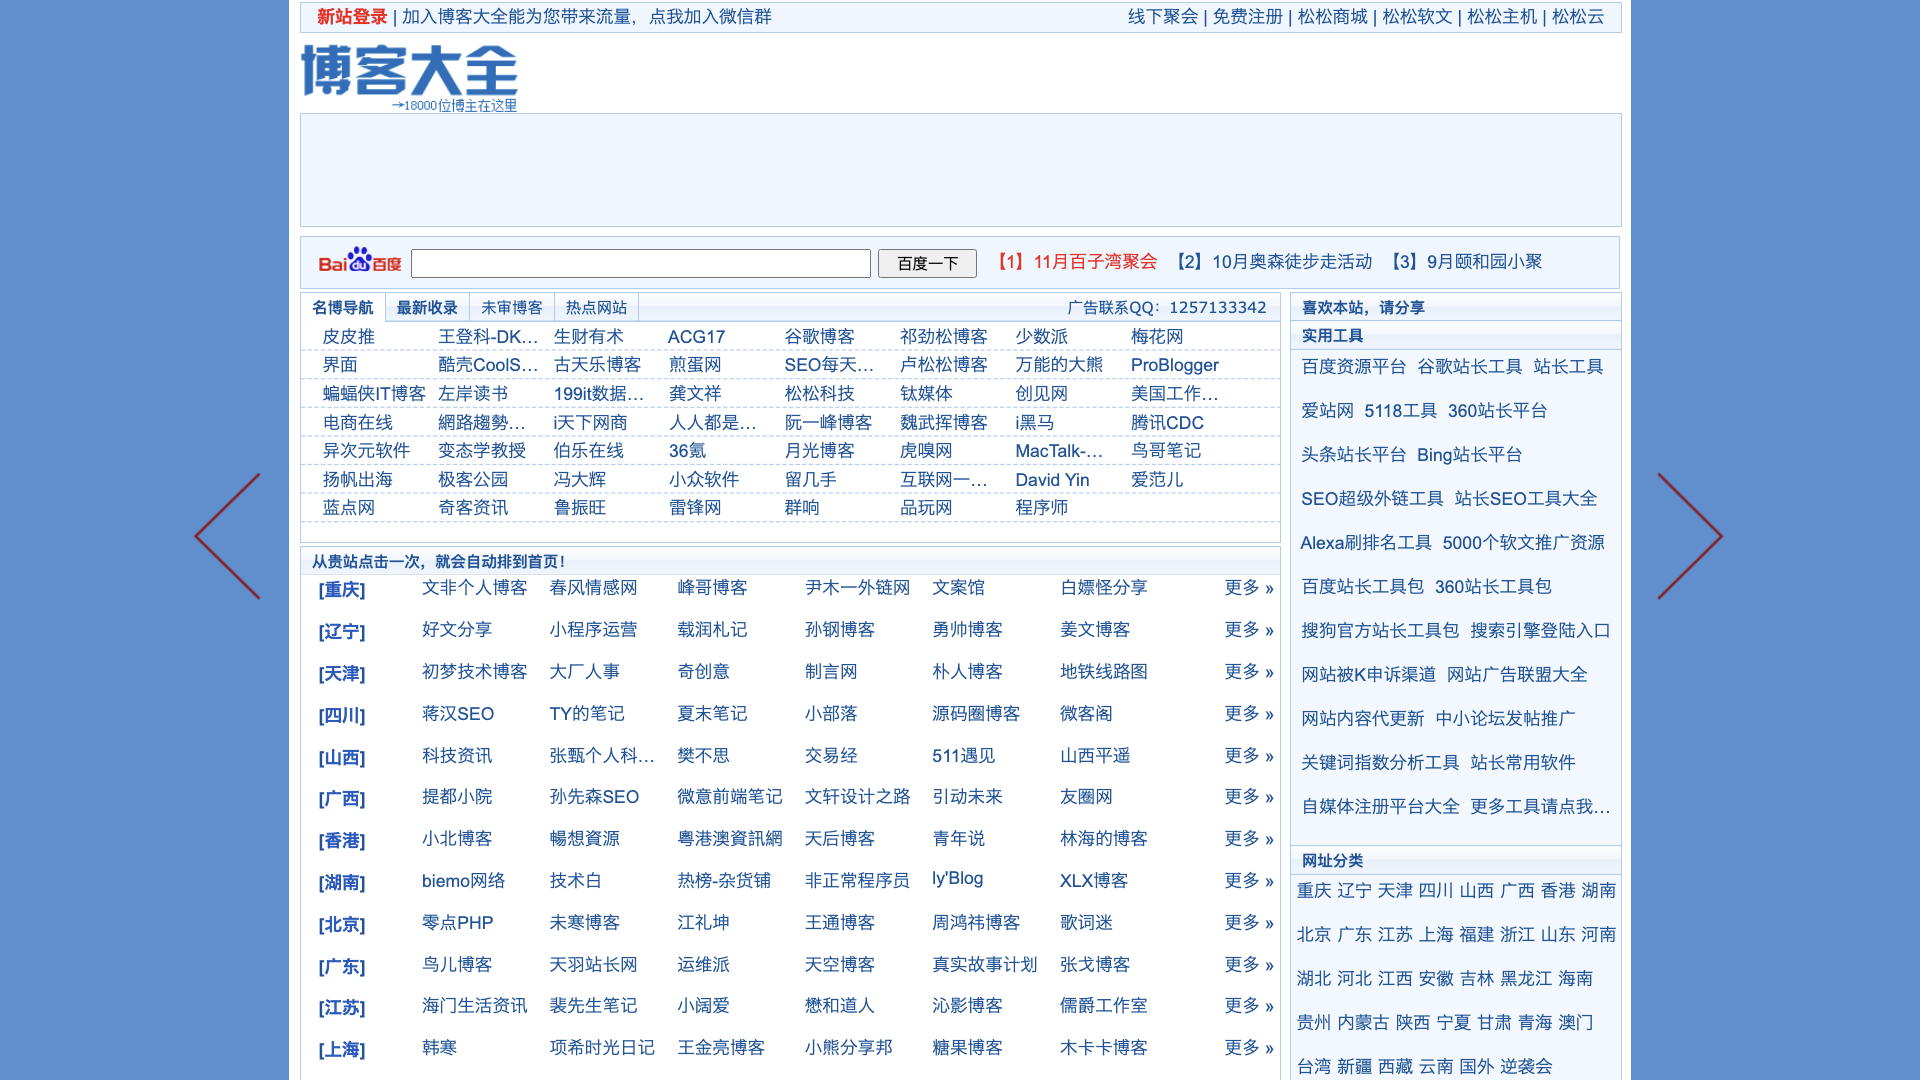 新站登录 | 加入博客大全能为您带来流量，点我加入微信群
线下聚会 | 免费注册 | 松松商城 | 松松软文 | 松松主机 | 松松云
博客大全
→18000位博主在这里
Bai du 百度 百度一下 【1】11月百子湾聚会 【2】10月奥森徒步走活动 【3】9月颐和园小聚
名博导航 最新收录 未审博客 热点网站 广告联系QQ：1257133342
皮皮推 王登科-DK... 生财有术 ACG17 谷歌博客 祁劲松博客 少数派 梅花网
界面 酷壳CoolS... 古天乐博客 煎蛋网 SEO每天... 卢松松博客 万能的大熊 ProBlogger
蝙蝠侠IT博客 左岸读书 199it数据... 龚文祥 松松科技 钛媒体 创见网 美国工作...
电商在线 網路趨勢... i天下网商 人人都是... 阮一峰博客 魏武挥博客 i黑马 腾讯CDC
异次元软件 变态学教授 伯乐在线 36氪 月光博客 虎嗅网 MacTalk-... 鸟哥笔记
扬帆出海 极客公园 冯大辉 小众软件 留几手 互联网一... David Yin 爱范儿
蓝点网 奇客资讯 鲁振旺 雷锋网 群响 品玩网 程序师
从贵站点击一次，就会自动排到首页！
[重庆] 文非个人博客 春风情感网 峰哥博客 尹木一外链网 文案馆 白嫖怪分享 更多 »
[辽宁] 好文分享 小程序运营 载润札记 孙钢博客 勇帅博客 姜文博客 更多 »
[天津] 初梦技术博客 大厂人事 奇创意 制言网 朴人博客 地铁线路图 更多 »
[四川] 蒋汉SEO TY的笔记 夏末笔记 小部落 源码圈博客 微客阁 更多 »
[山西] 科技资讯 张甄个人科... 樊不思 交易经 511遇见 山西平遥 更多 »
[广西] 提都小院 孙先森SEO 微意前端笔记 文轩设计之路 引动未来 友圈网 更多 »
[香港] 小北博客 暢想資源 粵港澳資訊網 天后博客 青年说 林海的博客 更多 »
[湖南] biemo网络 技术白 热榜-杂货铺 非正常程序员 ly'Blog XLX博客 更多 »
[北京] 零点PHP 未寒博客 江礼坤 王通博客 周鸿祎博客 歌词迷 更多 »
[广东] 鸟儿博客 天羽站长网 运维派 天空博客 真实故事计划 张戈博客 更多 »
[江苏] 海门生活资讯 裴先生笔记 小阔爱 懋和道人 沁影博客 儒爵工作室 更多 »
[上海] 韩寒 项希时光日记 王金亮博客 小熊分享邦 糖果博客 木卡卡博客 更多 »
喜欢本站，请分享
实用工具
百度资源平台 谷歌站长工具 站长工具
爱站网 5118工具 360站长平台
头条站长平台 Bing站长平台
SEO超级外链工具 站长SEO工具大全
Alexa刷排名工具 5000个软文推广资源
百度站长工具包 360站长工具包
搜狗官方站长工具包 搜索引擎登陆入口
网站被K申诉渠道 网站广告联盟大全
网站内容代更新 中小论坛发帖推广
关键词指数分析工具 站长常用软件
自媒体注册平台大全 更多工具请点我...
网址分类
重庆 辽宁 天津 四川 山西 广西 香港 湖南
北京 广东 江苏 上海 福建 浙江 山东 河南
湖北 河北 江西 安徽 吉林 黑龙江 海南
贵州 内蒙古 陕西 宁夏 甘肃 青海 澳门
台湾 新疆 西藏 云南 国外 逆袭会